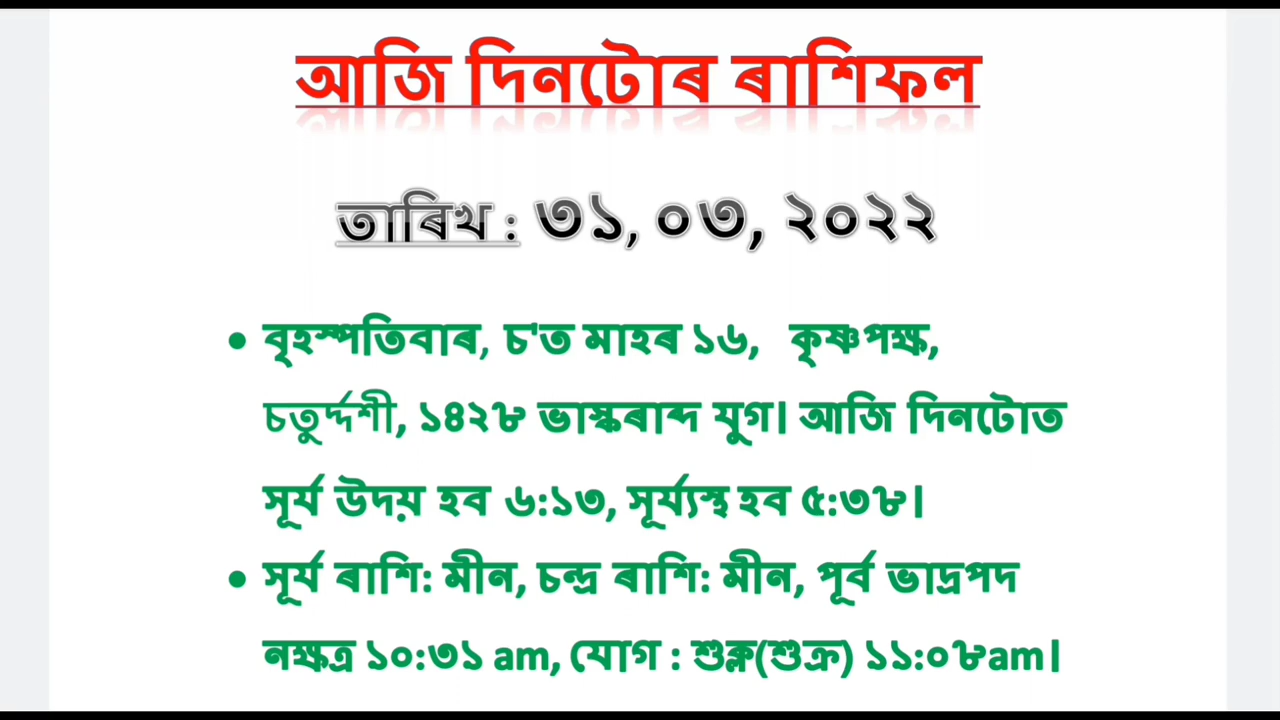 আজি দিনটোৰ ৰাশিফল
তাৰিখ : ৩১, ০৩, ২০২২
• বৃহস্পতিবাৰ, চ'ত মাহৰ ১৬, কৃষ্ণপক্ষ,
চতুৰ্দ্দশী, ১৪২৮ ভাস্কৰাব্দ যুগ। আজি দিনটোত
সূৰ্য উদয় হব ৬:১৩, সূৰ্য্যস্থ হব ৫:৩৮।
• সূৰ্য ৰাশি: মীন, চন্দ্ৰ ৰাশি: মীন, পূৰ্ব ভাদ্ৰপদ
নক্ষত্ৰ ১০:৩১ am, যোগ : শুক্ল(শুক্ৰ) ১১:০৮am।